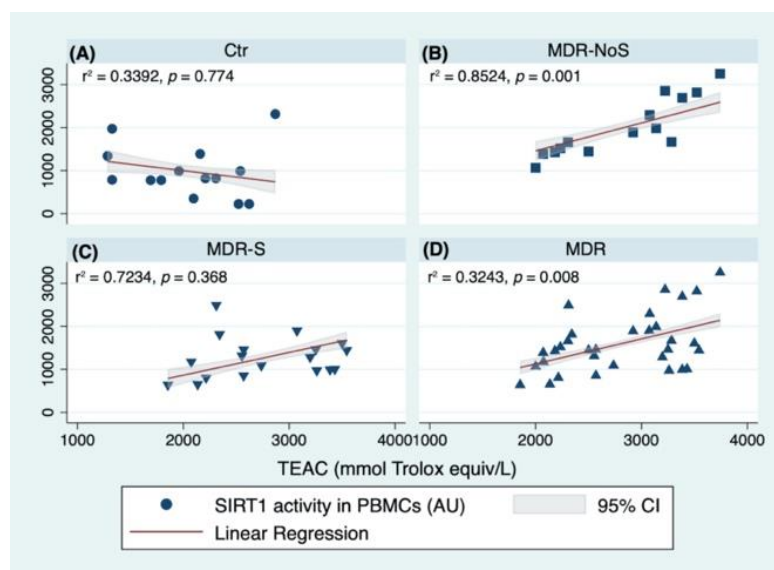 (A) Ctr
r² = 0.3392, p = 0.774
3000
2000
1000
0
(B) MDR-NoS
r² = 0.8524, p = 0.001
(C) MDR-S
r² = 0.7234, p = 0.368
3000
2000
1000
0
(D) MDR
r² = 0.3243, p = 0.008
1000 2000 3000 4000 1000 2000 3000 4000
TEAC (mmol Trolox equiv/L)
SIRT1 activity in PBMCs (AU) 95% CI
Linear Regression